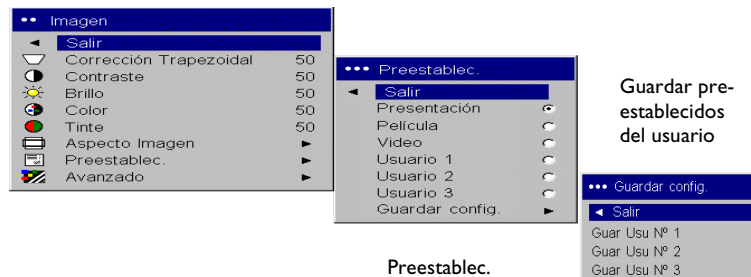 •• Imagen
Salir
Corrección Trapezoidal 50
Contraste 50
Brillo 50
Color 50
Tinte 50
Aspecto Imagen
Preestablec.
Avanzado
••• Preestablec.
Salir
Presentación
Película
Video
Usuario 1
Usuario 2
Usuario 3
Guardar config.
Preestablec.
Guardar pre-
establecidos
del usuario
••• Guardar config.
Salir
Guar Usu Nº 1
Guar Usu Nº 2
Guar Usu Nº 3